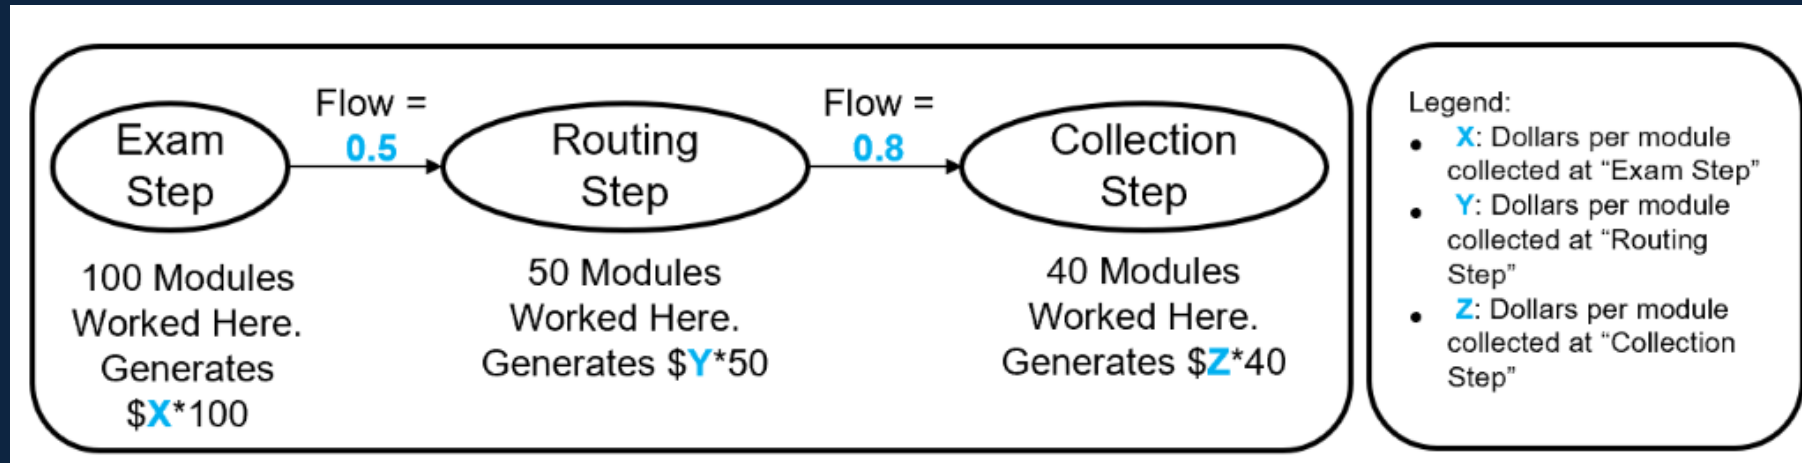 Exam
Step
Flow =
0.5
Routing
Step
Flow =
0.8
Collection
Step
100 Modules
Worked Here.
Generates
$X*100
50 Modules
Worked Here.
Generates $Y*50
40 Modules
Worked Here.
Generates $Z*40
Legend:
• X: Dollars per module
collected at “Exam Step”
• Y: Dollars per module
collected at “Routing
Step”
• Z: Dollars per module
collected at “Collection
Step”